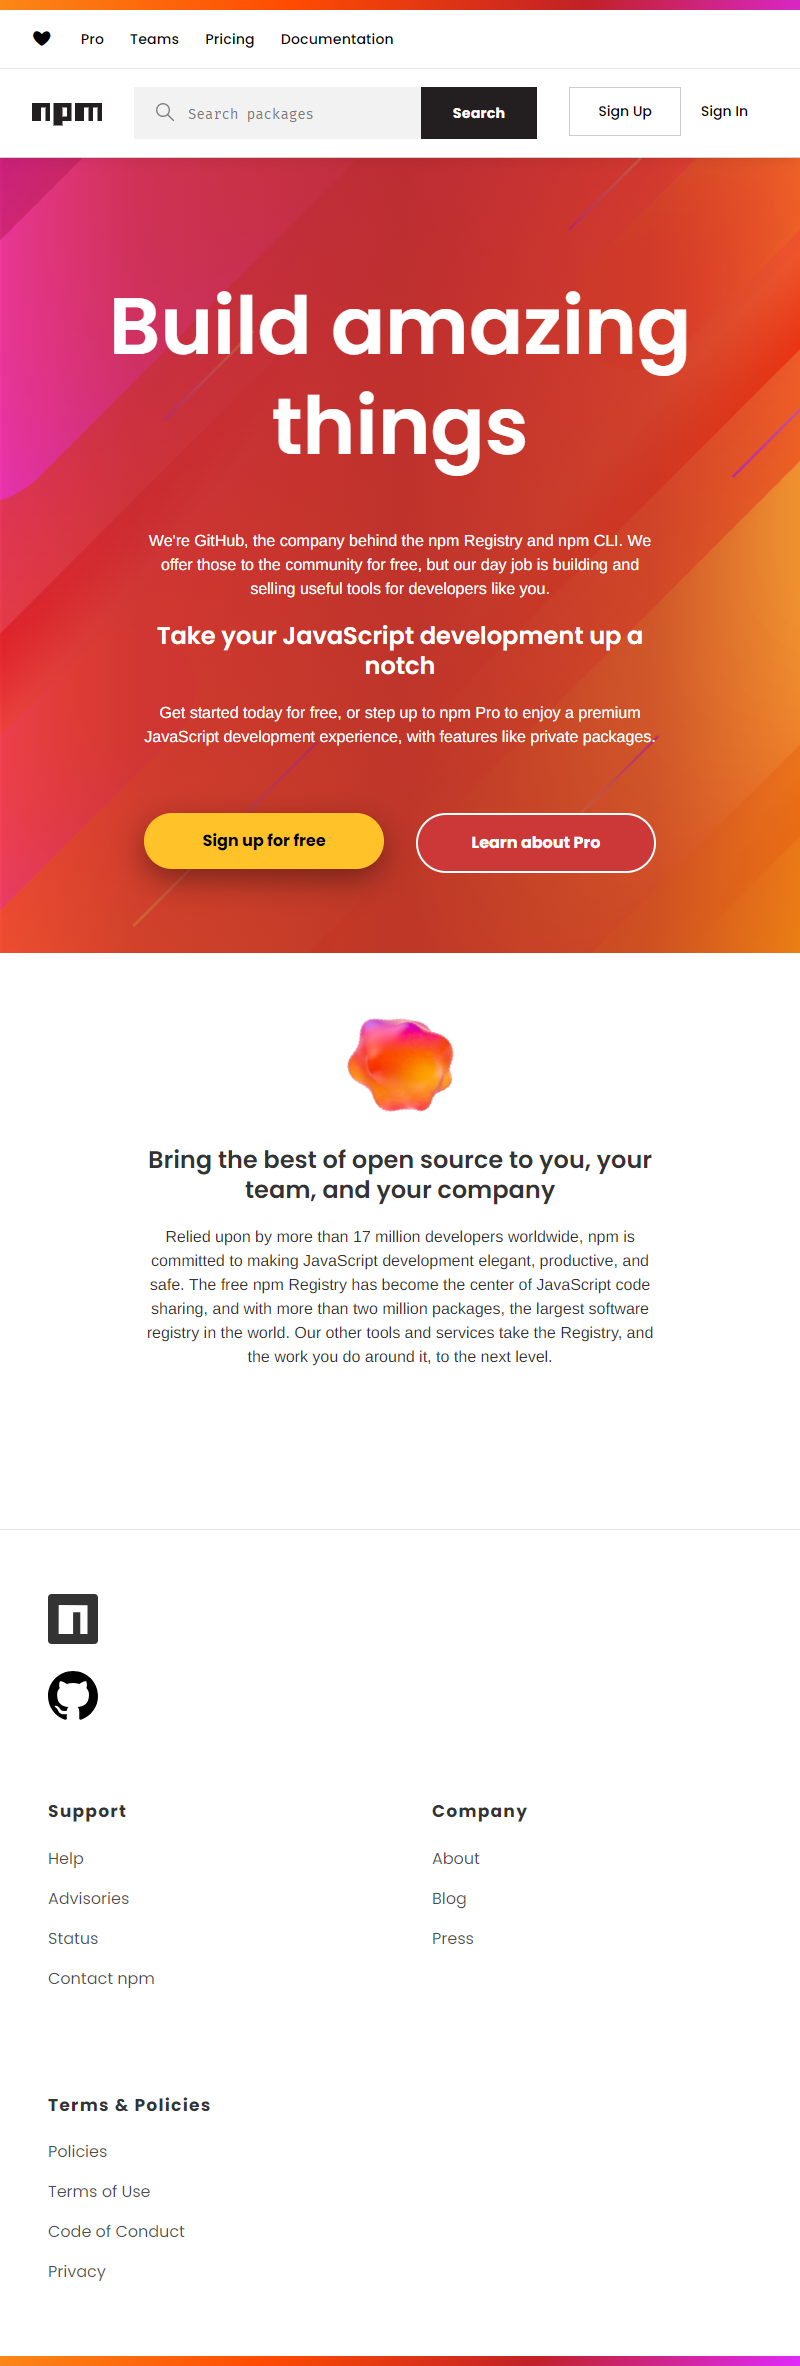 Pro Teams Pricing Documentation
npm Search packages Search Sign Up Sign In
Build amazing
things
We're GitHub, the company behind the npm Registry and npm CLI. We
offer those to the community for free, but our day job is building and
selling useful tools for developers like you.
Take your JavaScript development up a
notch
Get started today for free, or step up to npm Pro to enjoy a premium
JavaScript development experience, with features like private packages.
Sign up for free Learn about Pro
Bring the best of open source to you, your
team, and your company
Relied upon by more than 17 million developers worldwide, npm is
committed to making JavaScript development elegant, productive, and
safe. The free npm Registry has become the center of JavaScript code
sharing, and with more than two million packages, the largest software
registry in the world. Our other tools and services take the Registry, and
the work you do around it, to the next level.
Support
Help
Advisories
Status
Contact npm
Company
About
Blog
Press
Terms & Policies
Policies
Terms of Use
Code of Conduct
Privacy